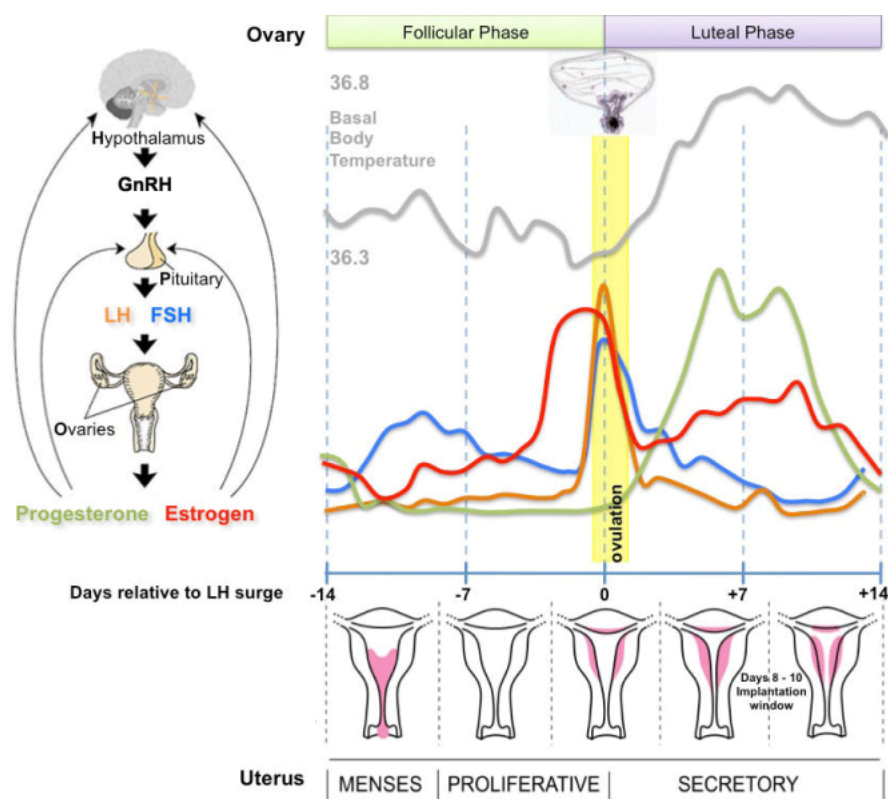 Ovary
Follicular Phase
Luteal Phase
36.8
Basal
Body
Temperature
36.3
Hypothalamus
GnRH
Pituitary
LH FSH
Ovaries
Progesterone Estrogen
ovulation
Days relative to LH surge
-14
-7
0
+7
+14
Days 8 - 10
Implantation
window
Uterus
MENSES
PROLIFERATIVE
SECRETORY